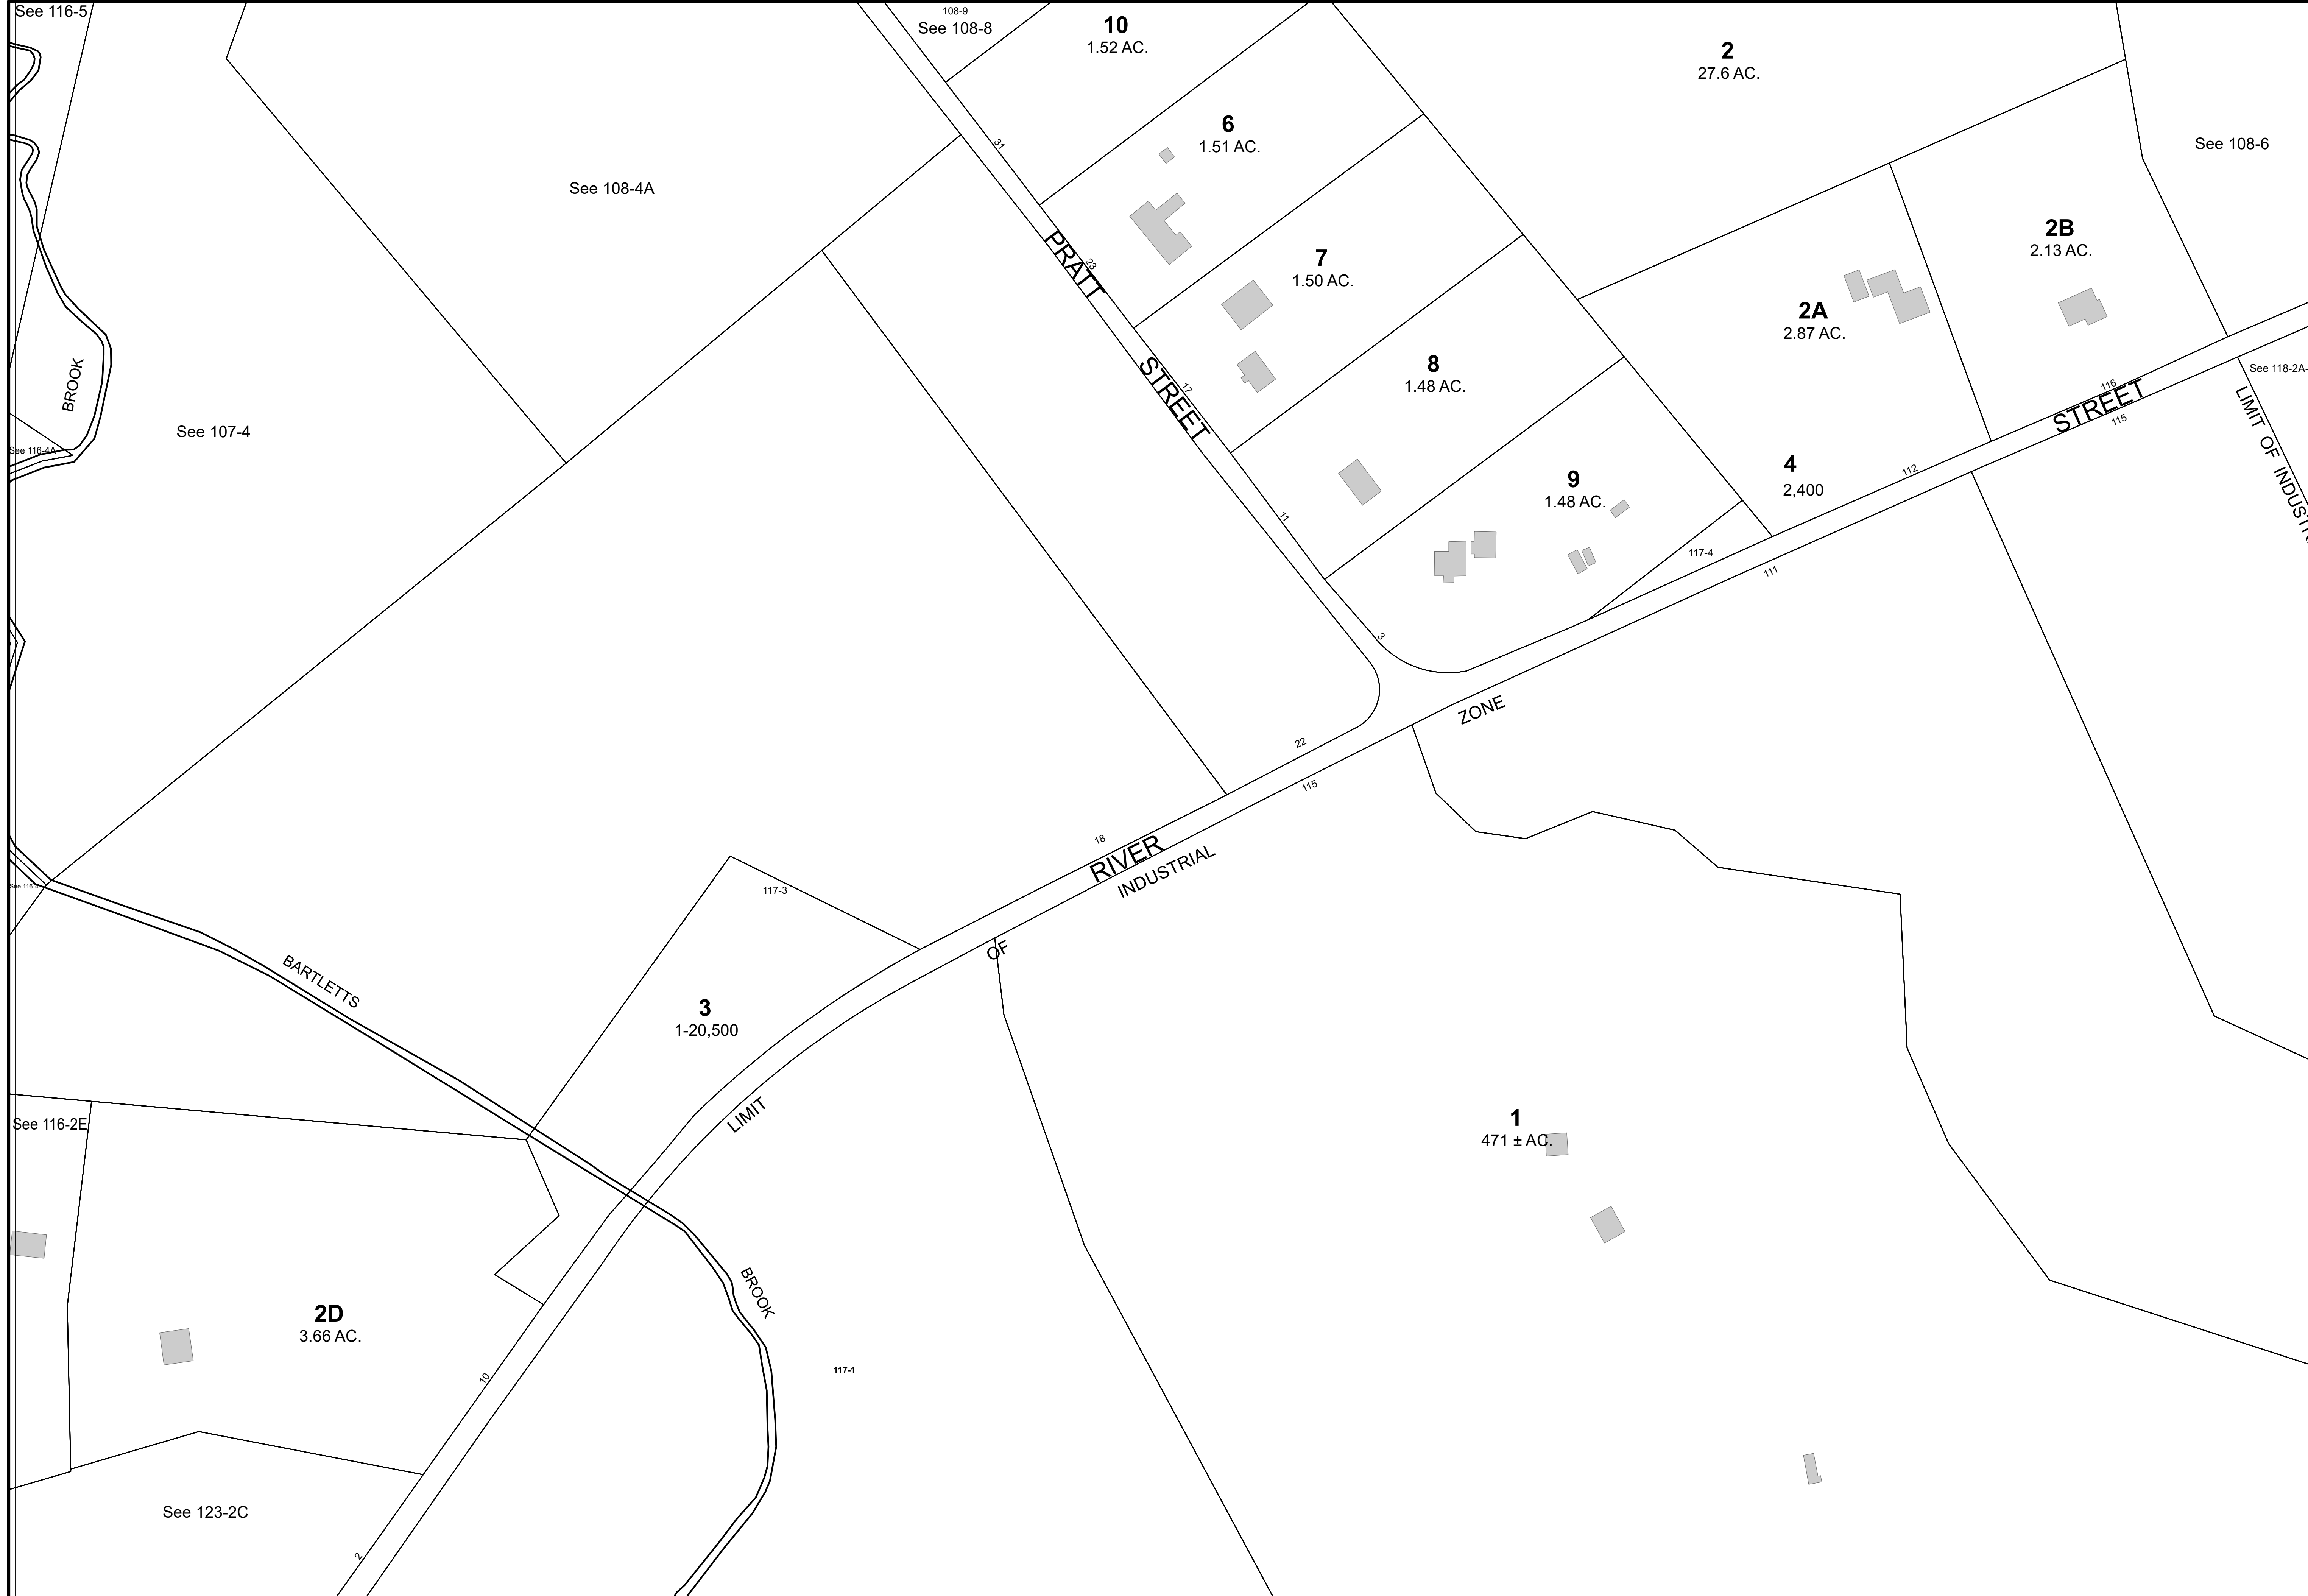 See 116-5
108-9
See 108-8
10
1.52 AC.
2
27.6 AC.
6
1.51 AC.
31
See 108-6
See 108-4A
2B
2.13 AC.
7
1.50 AC.
PRATT
23
2A
2.87 AC.
8
1.48 AC.
17
STREET
BROOK
See 107-4
See 116-4A
See 118-2A-
116
STREET
115
LIMIT OF INDUSTR
4
2,400
112
9
1.48 AC.
11
117-4
111
3
ZONE
22
115
18
RIVER
INDUSTRIAL
117-3
See 116-4
OF
BARTLETTS
3
1-20,500
LIMIT
See 116-2E
1
471 ± AC.
BROOK
2D
3.66 AC.
10
117-1
See 123-2C
2